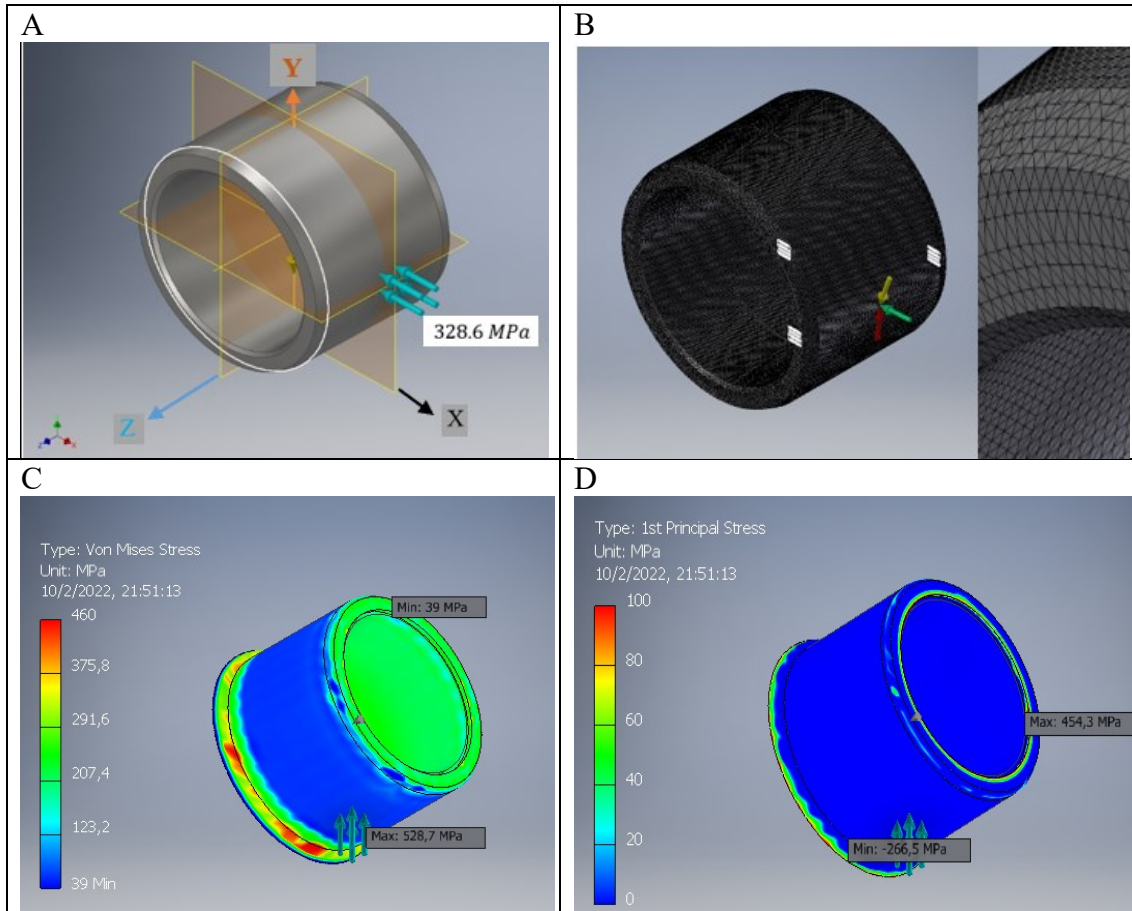 A
Y
328.6 MPa
Z
X
B
C
Type: Von Mises Stress
Unit: MPa
10/2/2022, 21:51:13
460
375,8
291,6
207,4
123,2
39 Min
Min: 39 MPa
Max: 528,7 MPa
D
Type: 1st Principal Stress
Unit: MPa
10/2/2022, 21:51:13
100
80
60
40
20
0
Max: 454,3 MPa
Min: -266,5 MPa